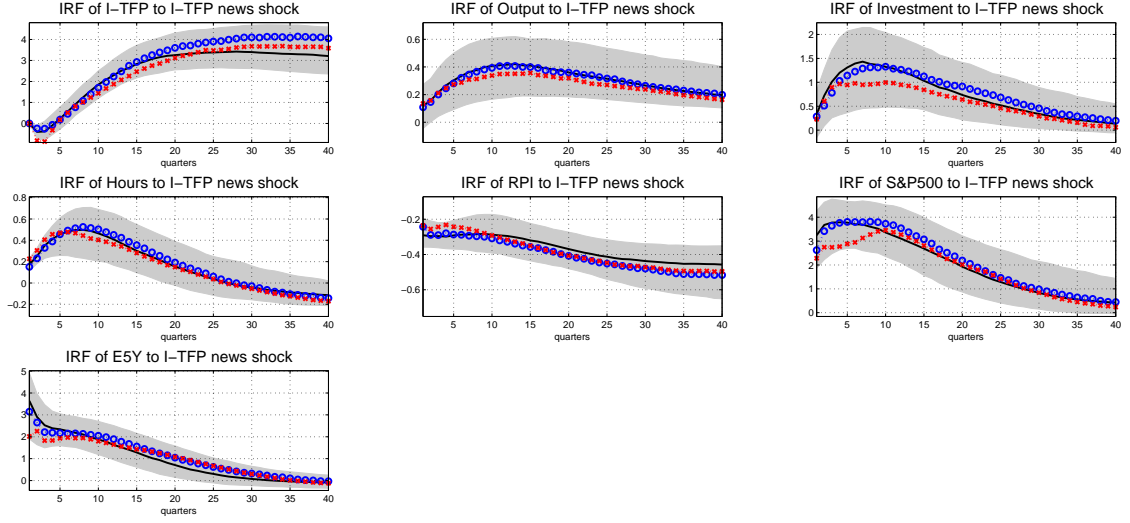 IRF of I−TFP to I−TFP news shock
4
3
2
1
0
5 10 15 20 25 30 35 40
quarters
IRF of Output to I−TFP news shock
0.6
0.4
0.2
0
5 10 15 20 25 30 35 40
quarters
IRF of Investment to I−TFP news shock
2
1.5
1
0.5
0
5 10 15 20 25 30 35 40
quarters
IRF of Hours to I−TFP news shock
0.8
0.6
0.4
0.2
0
−0.2
5 10 15 20 25 30 35 40
quarters
IRF of RPI to I−TFP news shock
−0.2
−0.4
−0.6
5 10 15 20 25 30 35 40
quarters
IRF of S&P500 to I−TFP news shock
4
3
2
1
0
5 10 15 20 25 30 35 40
quarters
IRF of E5Y to I−TFP news shock
5
4
3
2
1
0
5 10 15 20 25 30 35 40
quarters